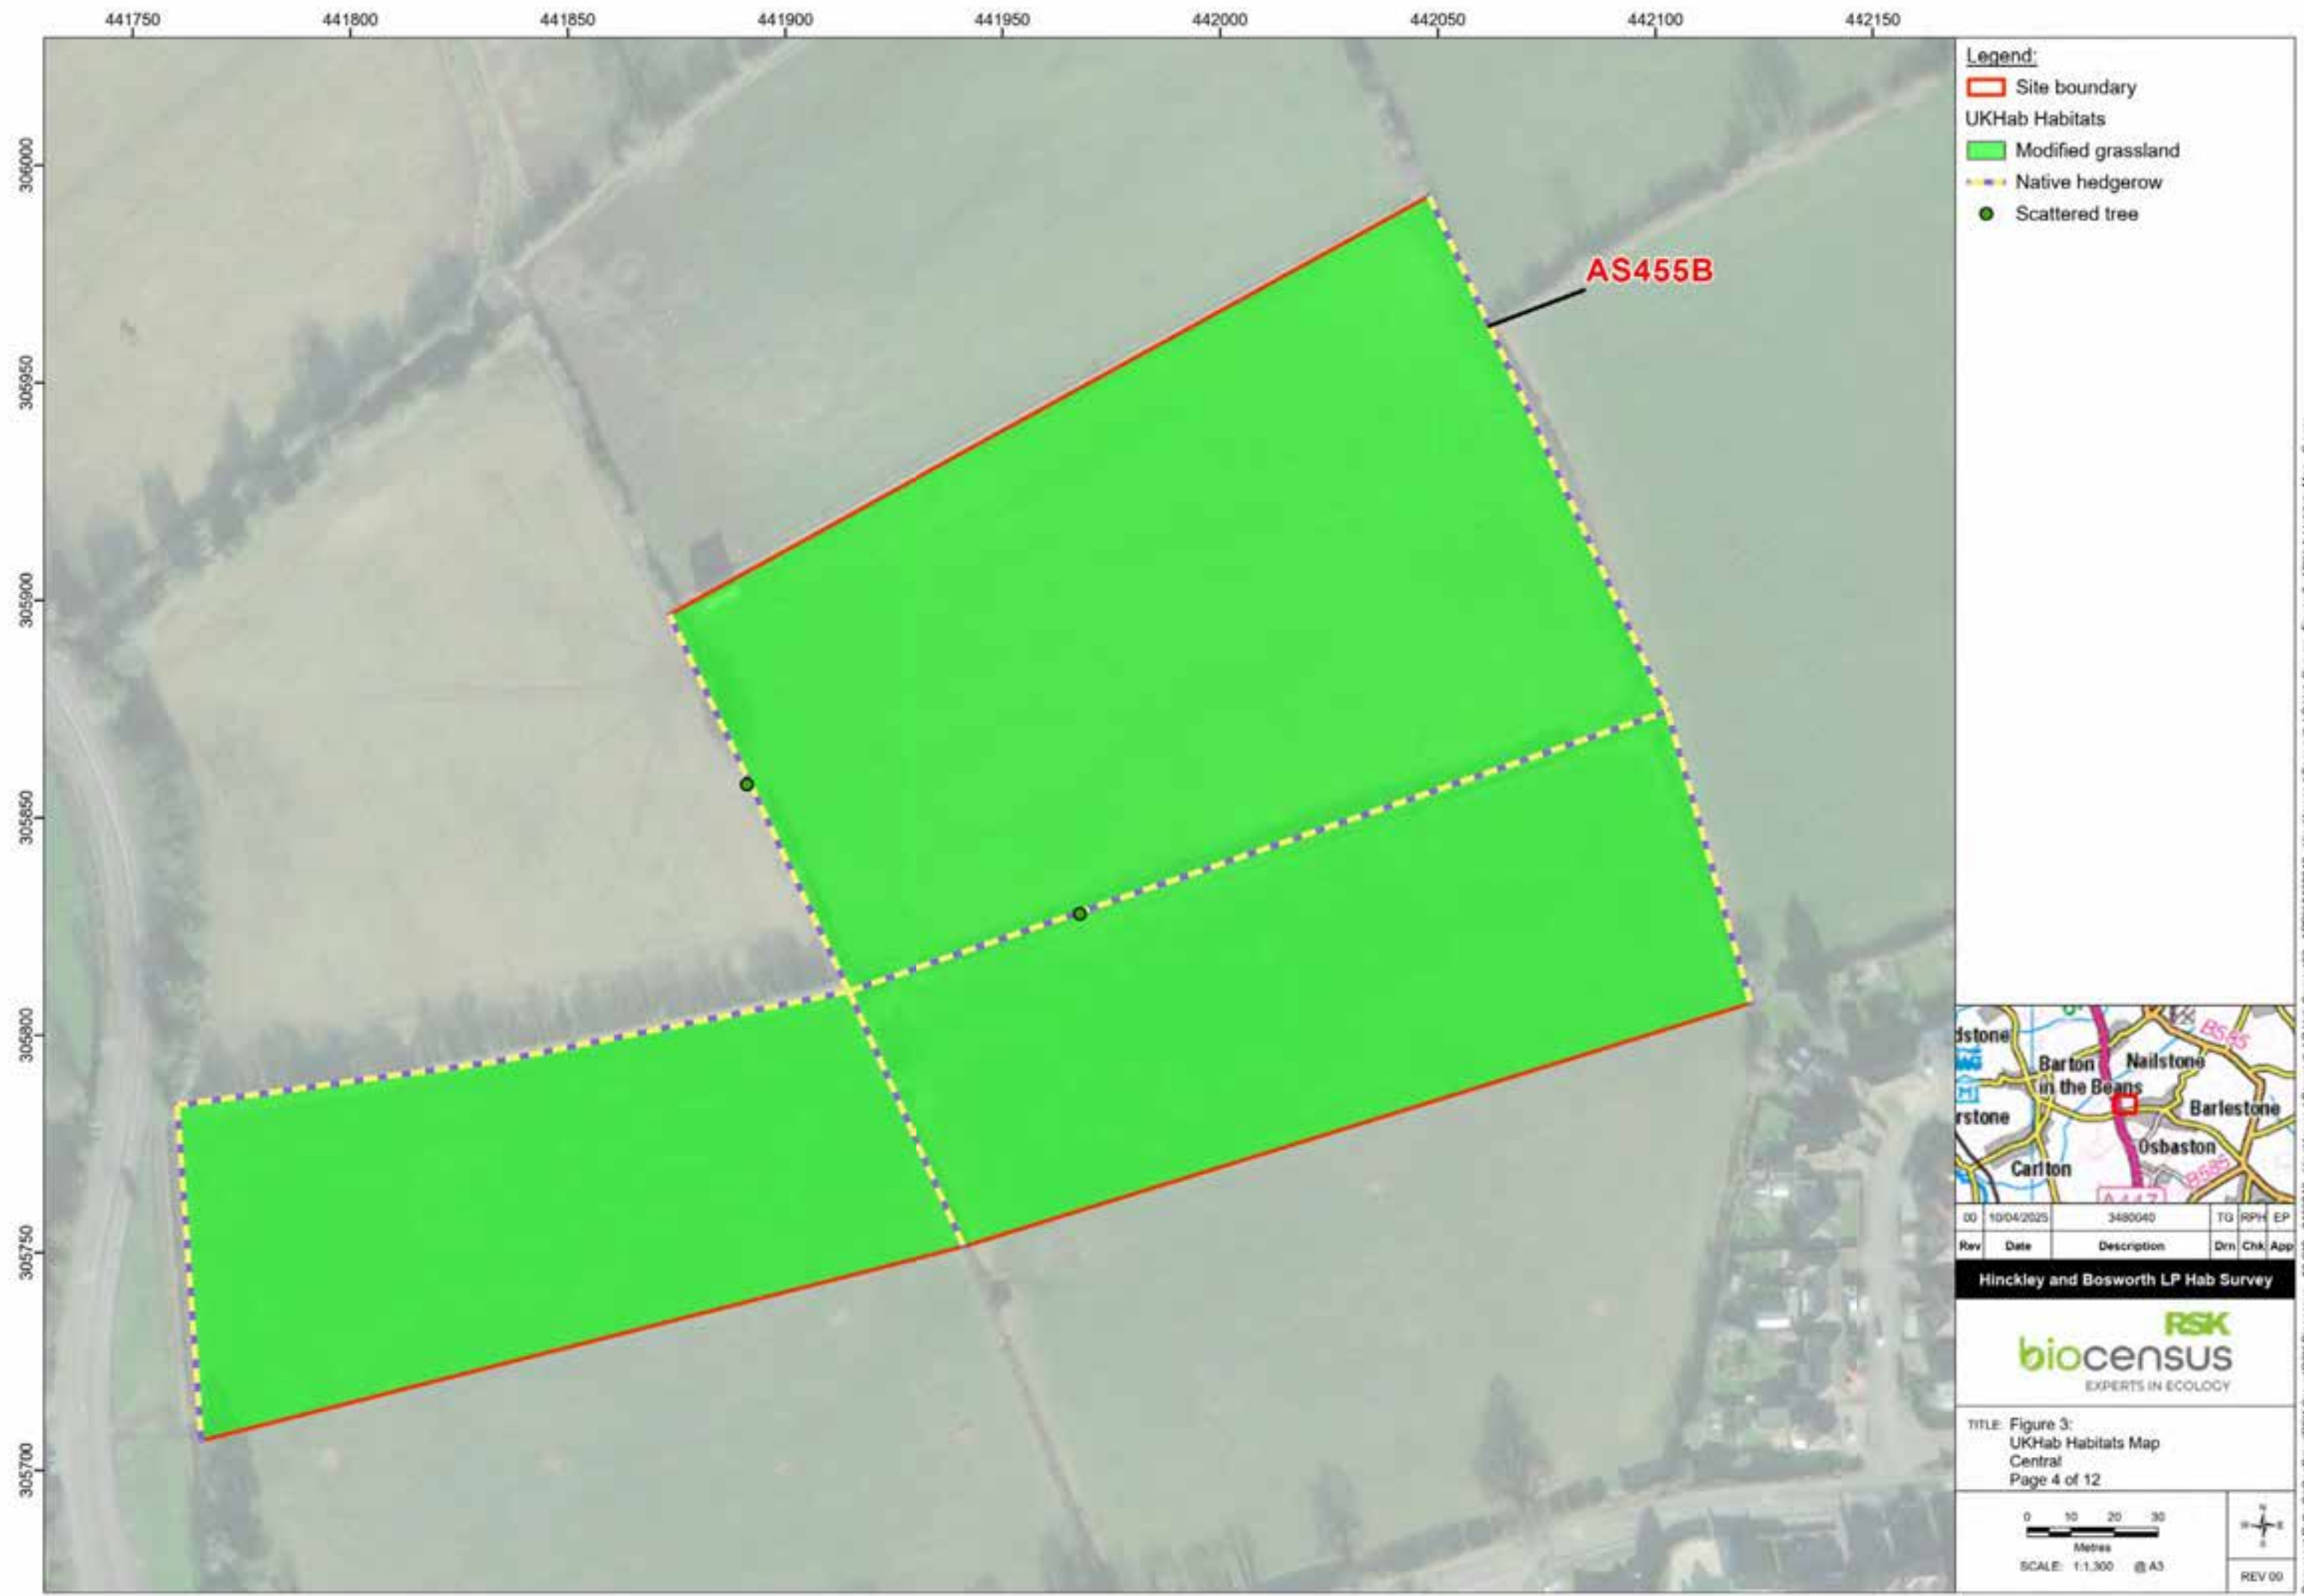 441750 441800 441850 441900 441950 442000 442050 442100 442150
306000
305950
305900
305850
305800
305750
305700
AS455B
Legend:
Site boundary
UKHab Habitats
Modified grassland
Native hedgerow
Scattered tree
dstone
B585
Barton
in the Beans
Nailstone
rstone
Barlestone
Osbaston
Carlton
B585
A447
00 10/04/2025 3480040 TG RPH EP
Rev Date Description Drn Chk App
Hinckley and Bosworth LP Hab Survey
RSK
biocensus
EXPERTS IN ECOLOGY
TITLE: Figure 3:
UKHab Habitats Map
Central
Page 4 of 12
0 10 20 30
Metres
SCALE: 1:1,300 @ A3
N
W E
S
REV 00